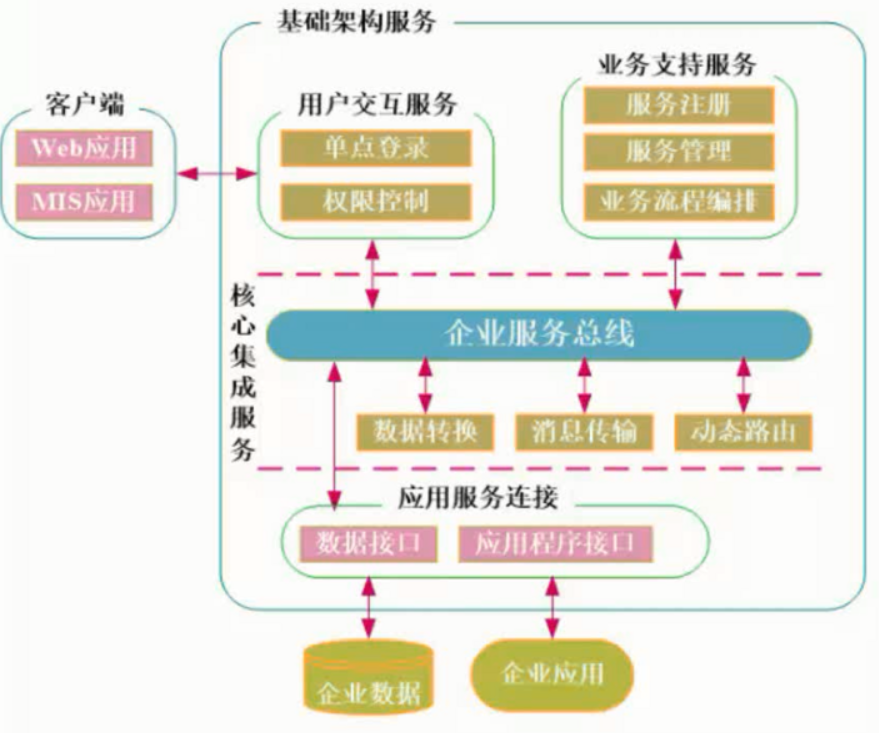 基础架构服务
客户端
Web应用
MIS应用
用户交互服务
单点登录
权限控制
业务支持服务
服务注册
服务管理
业务流程编排
核心集成服务
企业服务总线
数据转换
消息传输
动态路由
应用服务连接
数据接口
应用程序接口
企业数据
企业应用